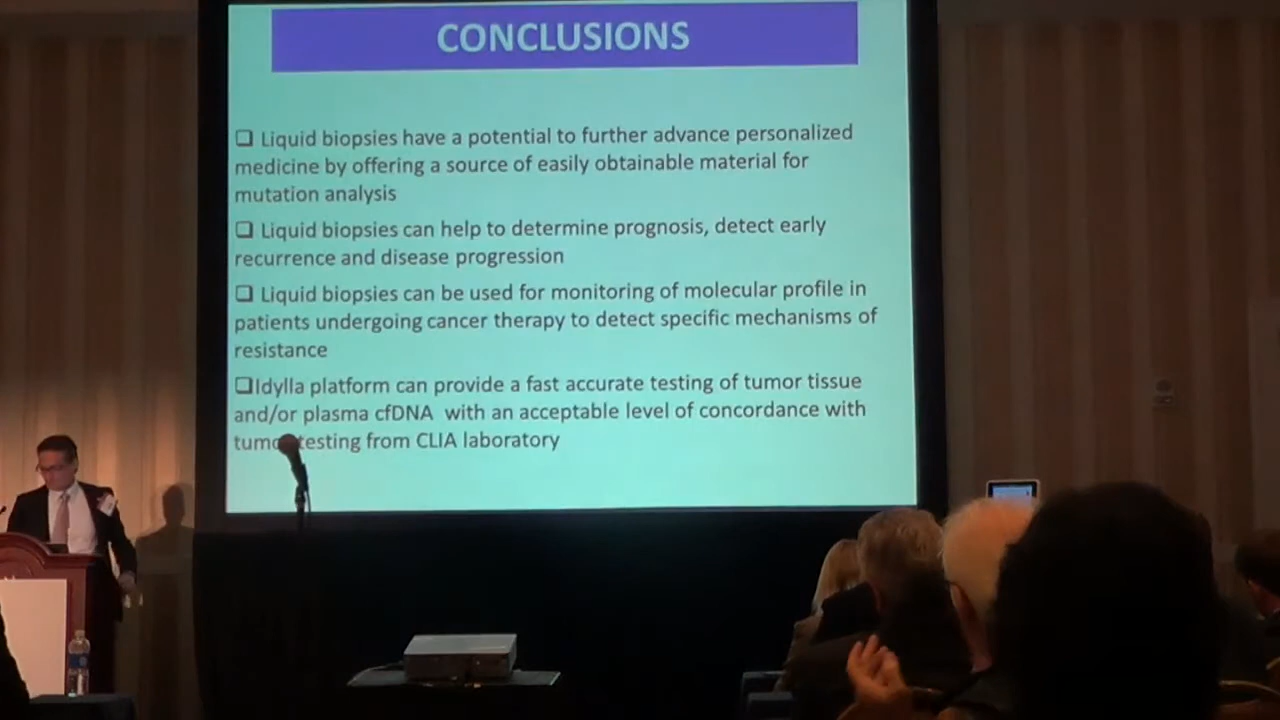 CONCLUSIONS
❑ Liquid biopsies have a potential to further advance personalized
medicine by offering a source of easily obtainable material for
mutation analysis
❑ Liquid biopsies can help to determine prognosis, detect early
recurrence and disease progression
❑ Liquid biopsies can be used for monitoring of molecular profile in
patients undergoing cancer therapy to detect specific mechanisms of
resistance
❑Idylla platform can provide a fast accurate testing of tumor tissue
and/or plasma cfDNA with an acceptable level of concordance with
tumor testing from CLIA laboratory